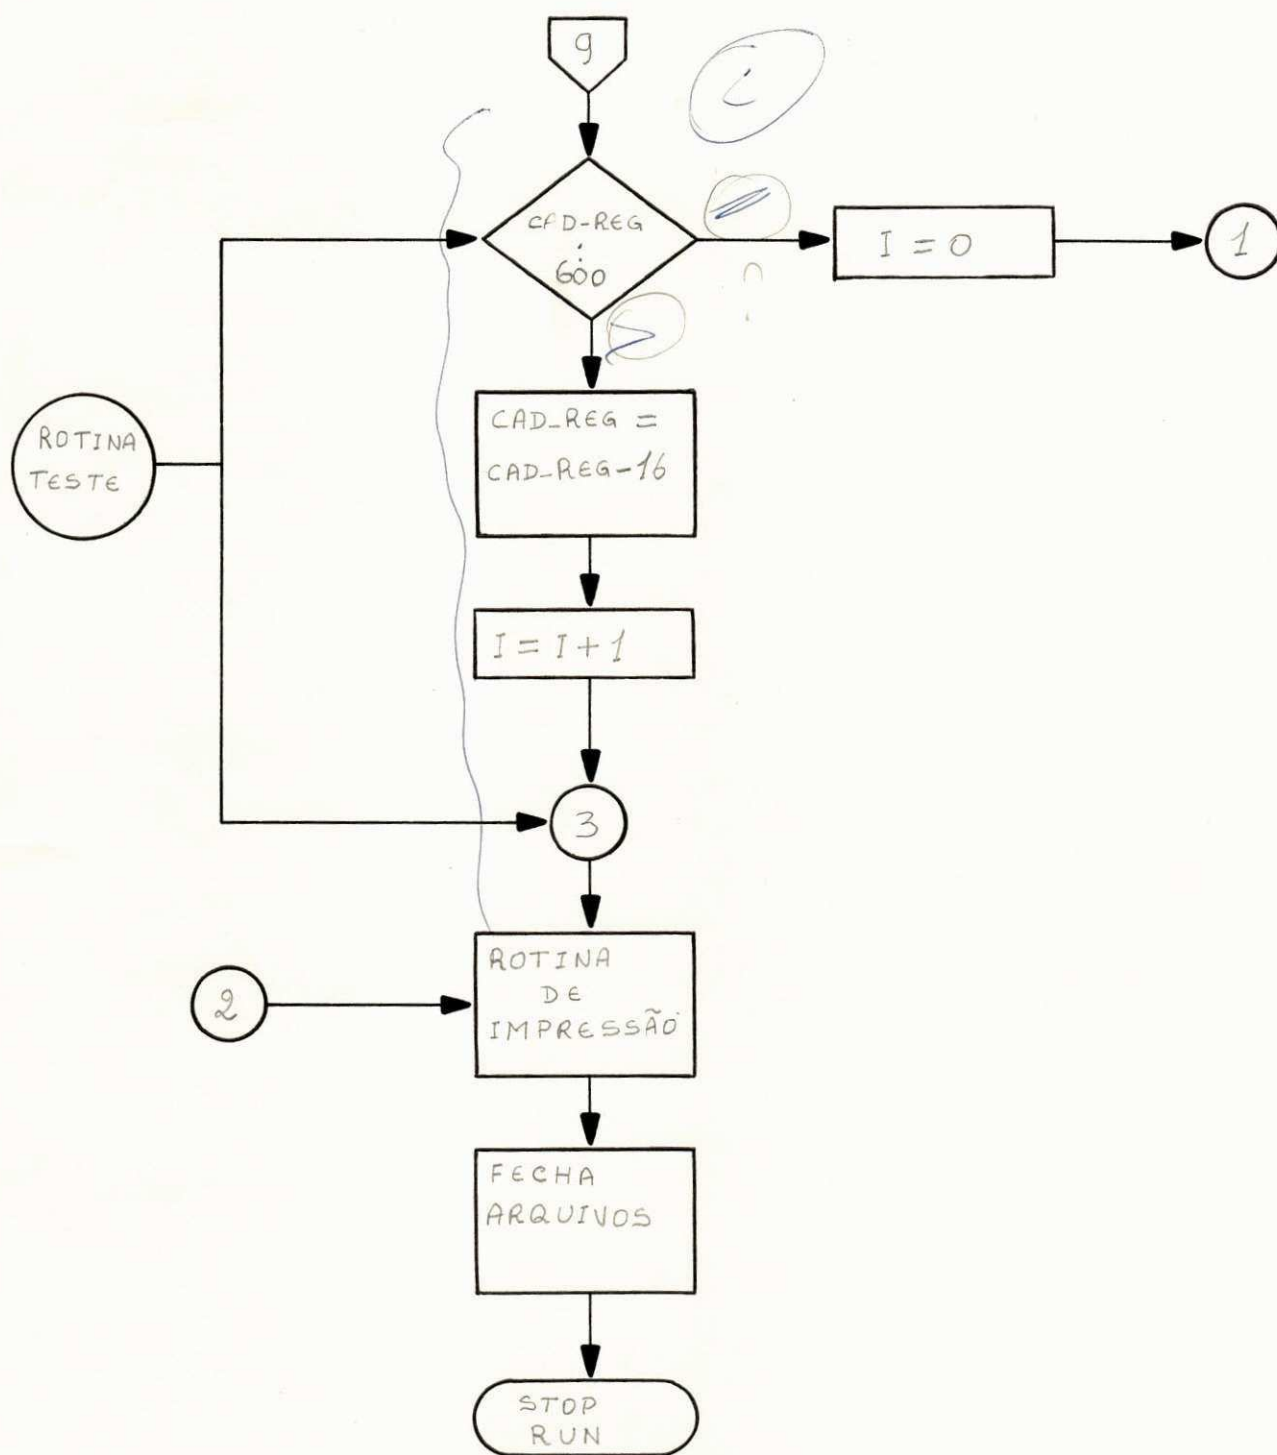 9
CAD-REG
:
600
I = 0
1
>
CAD_REG =
CAD_REG-16
ROTINA
TESTE
I = I + 1
3
2
ROTINA
DE
IMPRESSÃO
FECHA
ARQUIVOS
STOP
RUN